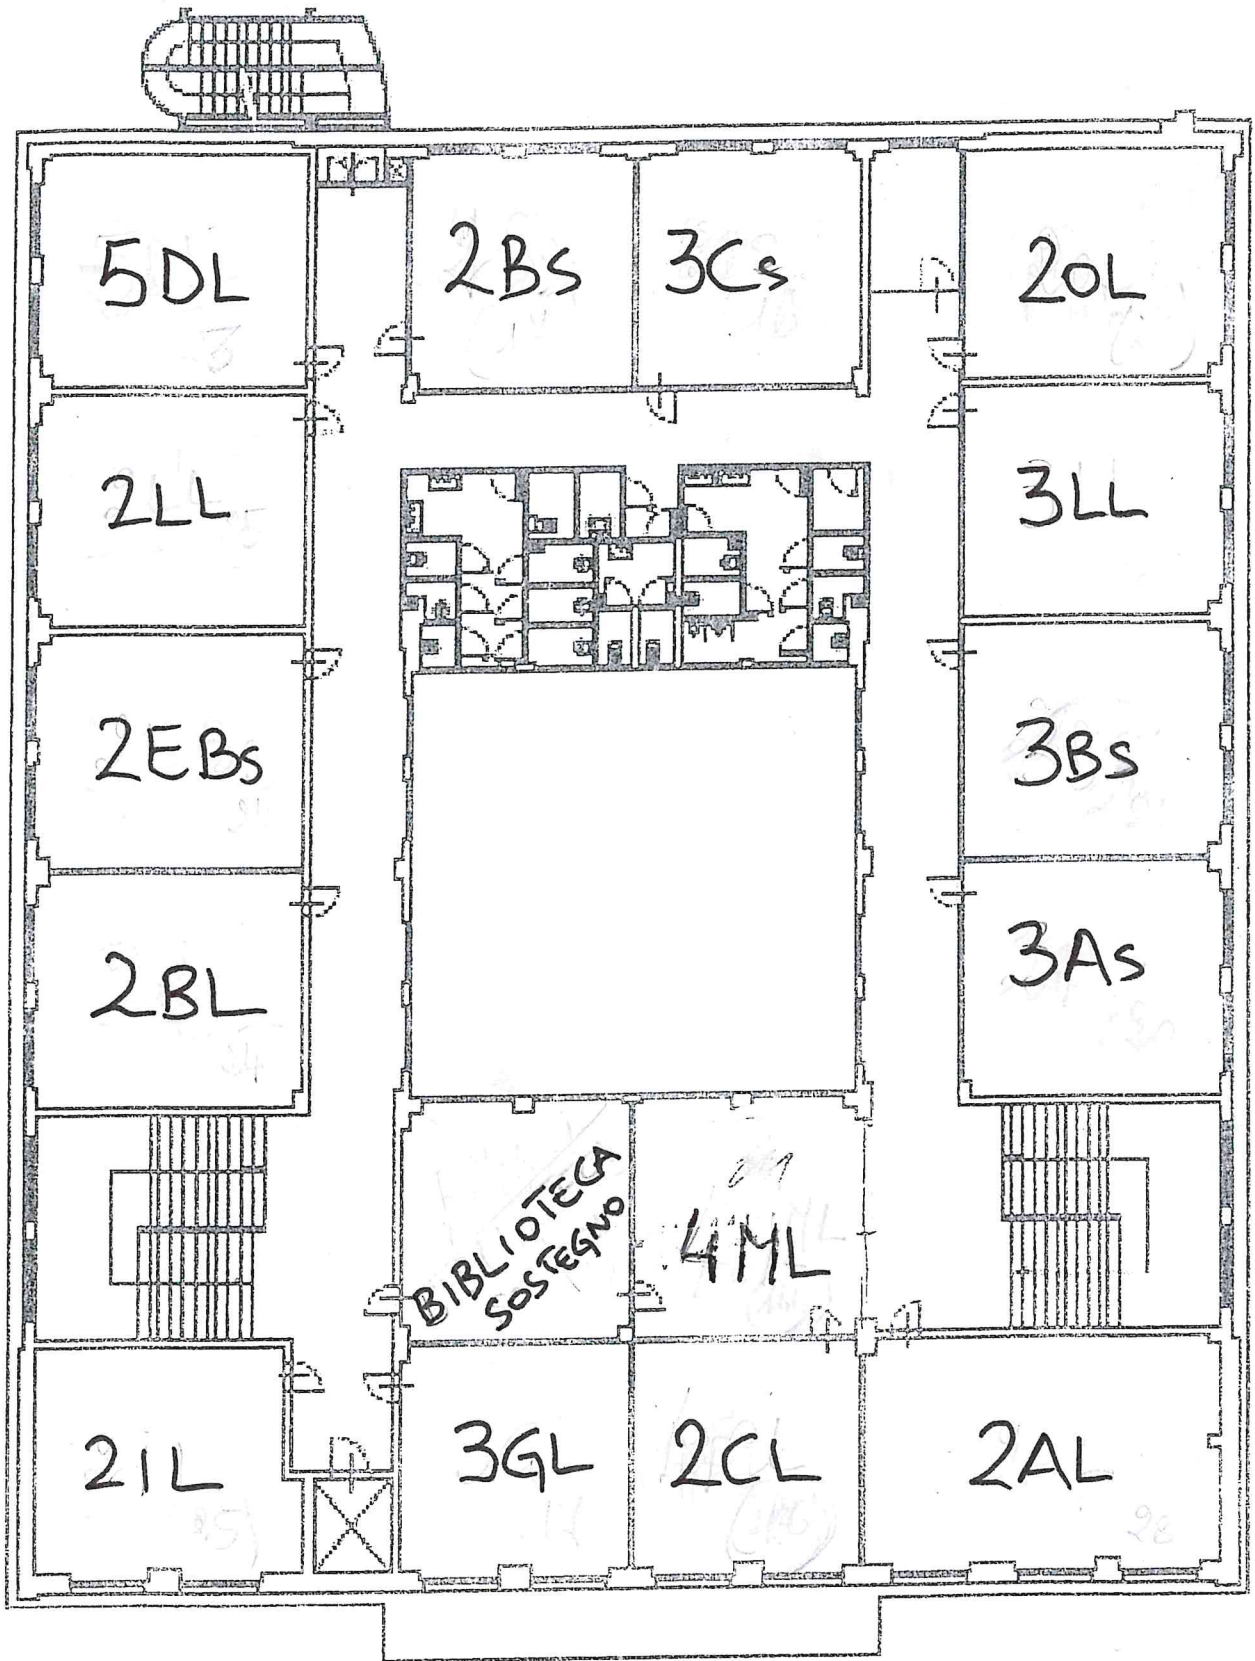 5DL
2Bs
3Cs
2OL
2LL
3LL
2EBs
3Bs
2BL
3As
BIBLIOTECA
SOSTEGNO
4ML
2IL
3GL
2CL
2AL